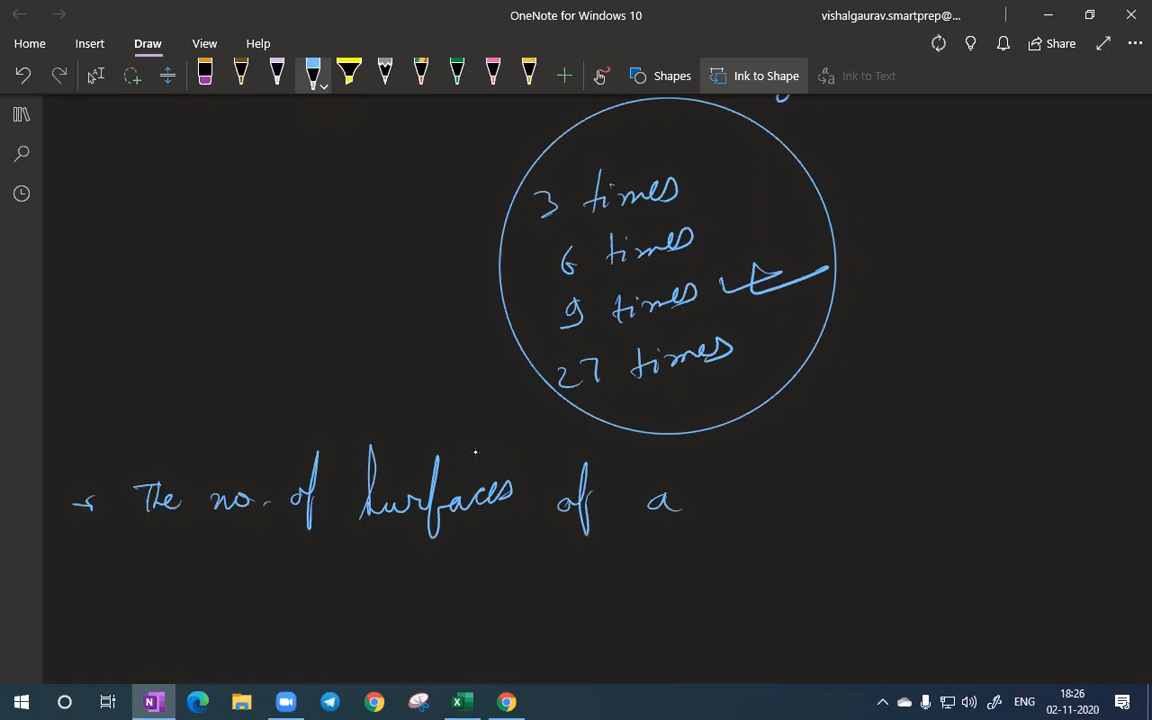 OneNote for Windows 10
vishalgaurav.smartprep@...
Home Insert Draw View Help
Share
Shapes
Ink to Shape
Ink to Text
3 times
6 times
9 times
27 times
The no. of surfaces of a
ENG
18:26
02-11-2020